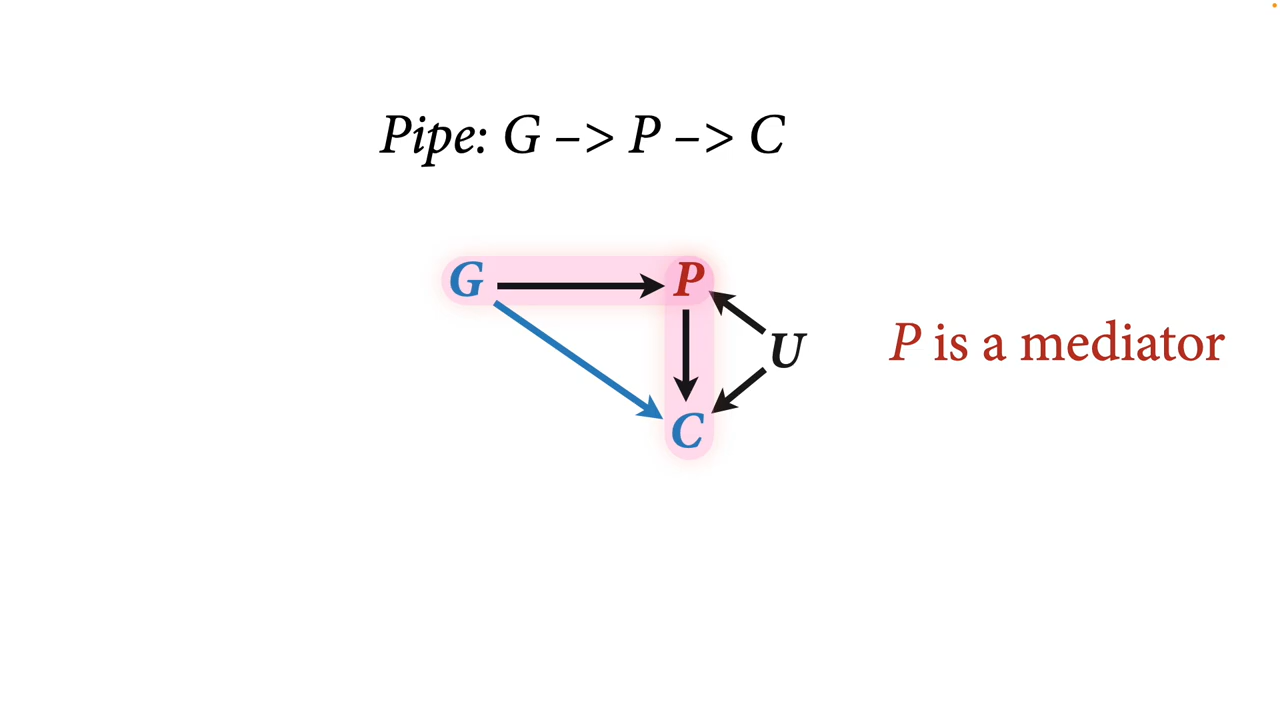 Pipe: G –> P –> C
G
P
U
P is a mediator
C